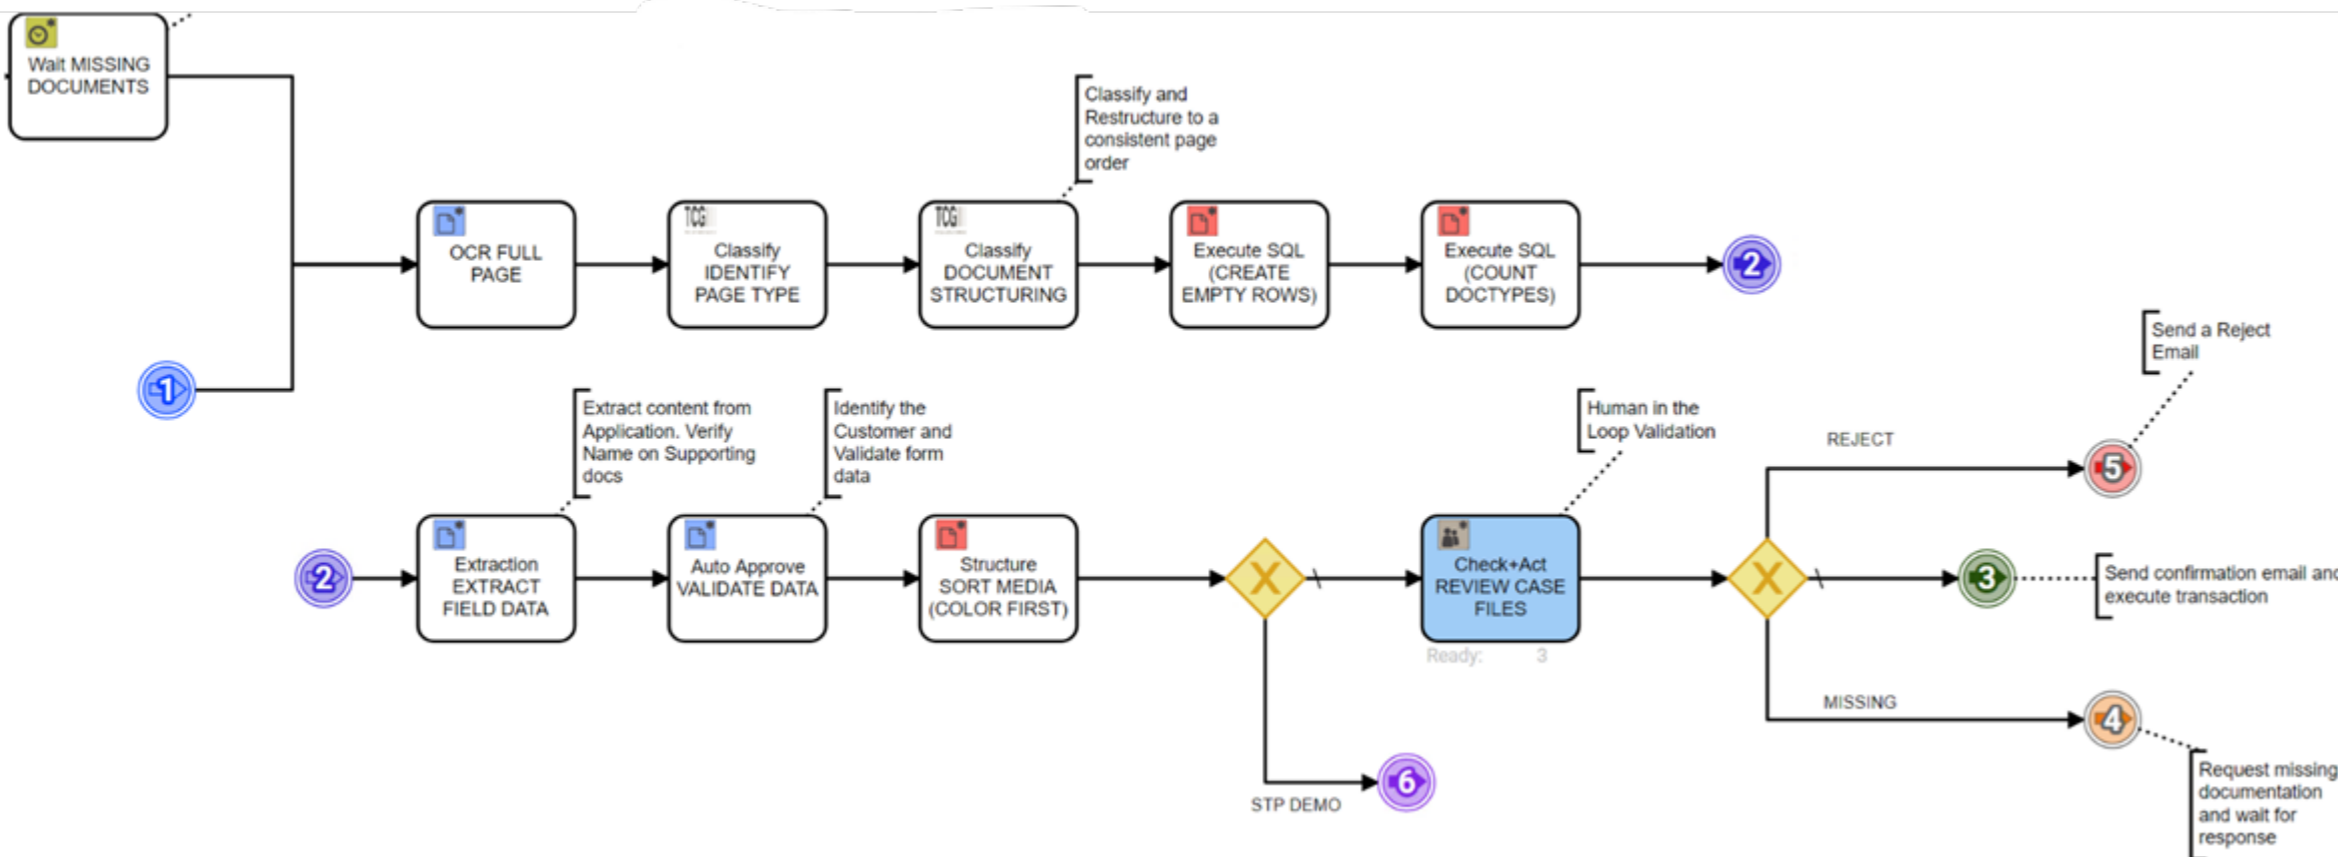 Wait MISSING
DOCUMENTS
Classify and
Restructure to a
consistent page
order
OCR FULL
PAGE
TCG
Classify
IDENTIFY
PAGE TYPE
TCG
Classify
DOCUMENT
STRUCTURING
Execute SQL
(CREATE
EMPTY ROWS)
Execute SQL
(COUNT
DOCTYPES)
2
1
Send a Reject
Email
Extract content from
Application. Verify
Name on Supporting
docs
Identify the
Customer and
Validate form
data
Human in the
Loop Validation
REJECT
5
2
Extraction
EXTRACT
FIELD DATA
Auto Approve
VALIDATE DATA
Structure
SORT MEDIA
(COLOR FIRST)
X
Check+Act
REVIEW CASE
FILES
Ready: 3
X
3
Send confirmation email and
execute transaction
MISSING
4
STP DEMO
6
Request missing
documentation
and wait for
response